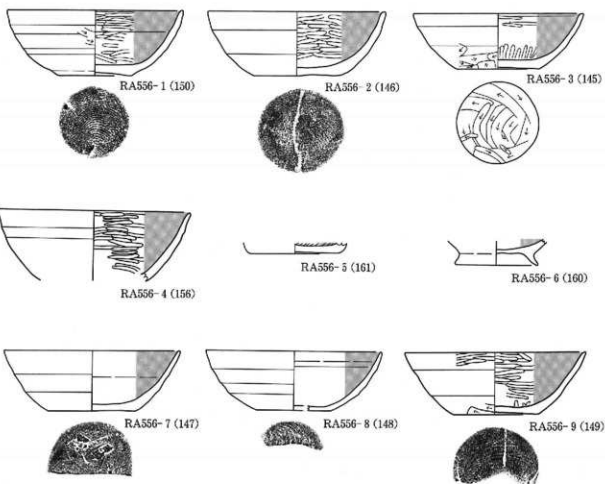 RA556-1 (150)
RA556-2 (146)
RA556-3 (145)
RA556-4 (156)
RA556-5 (161)
RA556-6 (160)
RA556-7 (147)
RA556-8 (148)
RA556-9 (149)